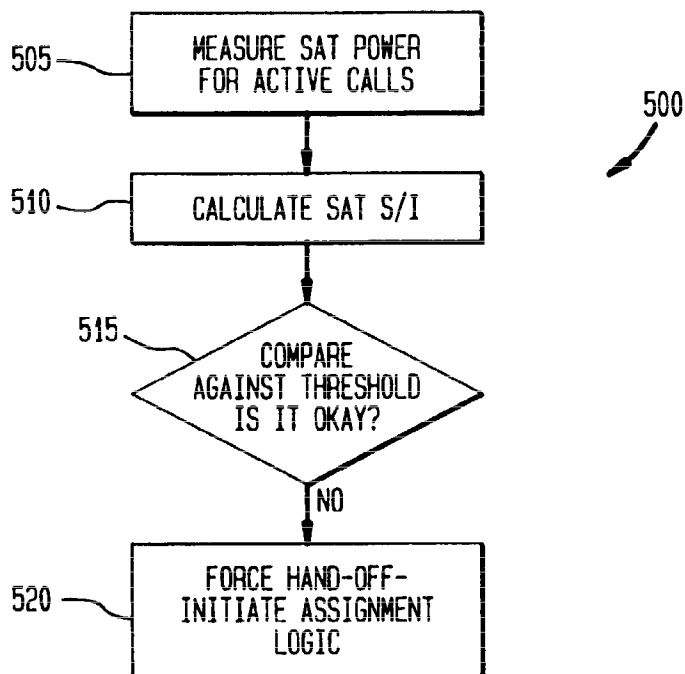 505
MEASURE SAT POWER
FOR ACTIVE CALLS
500
510
CALCULATE SAT S/I
515
COMPARE
AGAINST THRESHOLD
IS IT OKAY?
NO
520
FORCE HAND-OFF-
INITIATE ASSIGNMENT
LOGIC